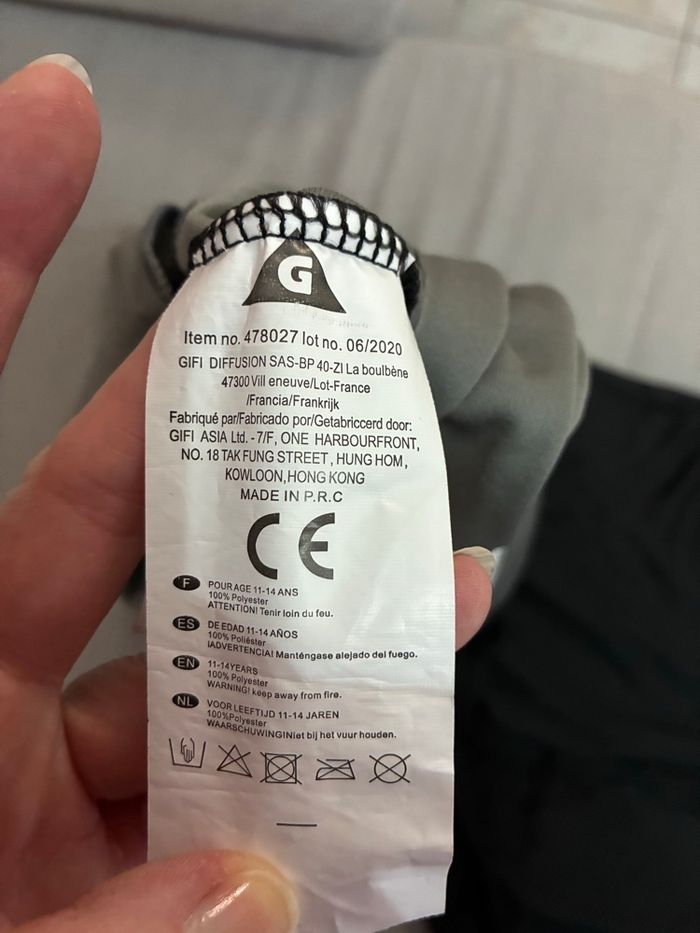 G
Item no. 478027 lot no. 06/2020
GIFI DIFFUSION SAS-BP 40-ZI La boulbène
47300 Vill eneuve/Lot-France
/Francia/Frankrijk
Fabriqué par/Fabricado por/Getabriccerd door:
GIFI ASIA Ltd. - 7/F, ONE HARBOURFRONT,
NO. 18 TAK FUNG STREET , HUNG HOM ,
KOWLOON,HONG KONG
MADE IN P.R.C
CE
F POUR AGE 11-14 ANS
100% Polyester
ATTENTION! Tenir loin du feu.
ES DE EDAD 11-14 AÑOS
100% Poliéster
¡ADVERTENCIA! Manténgase alejado del fuego.
EN 11-14YEARS
100% Polyester
WARNING! keep away from fire.
NL VOOR LEEFTIJD 11-14 JAREN
100%Polyester
WAARSCHUWING!Niet bij het vuur houden.